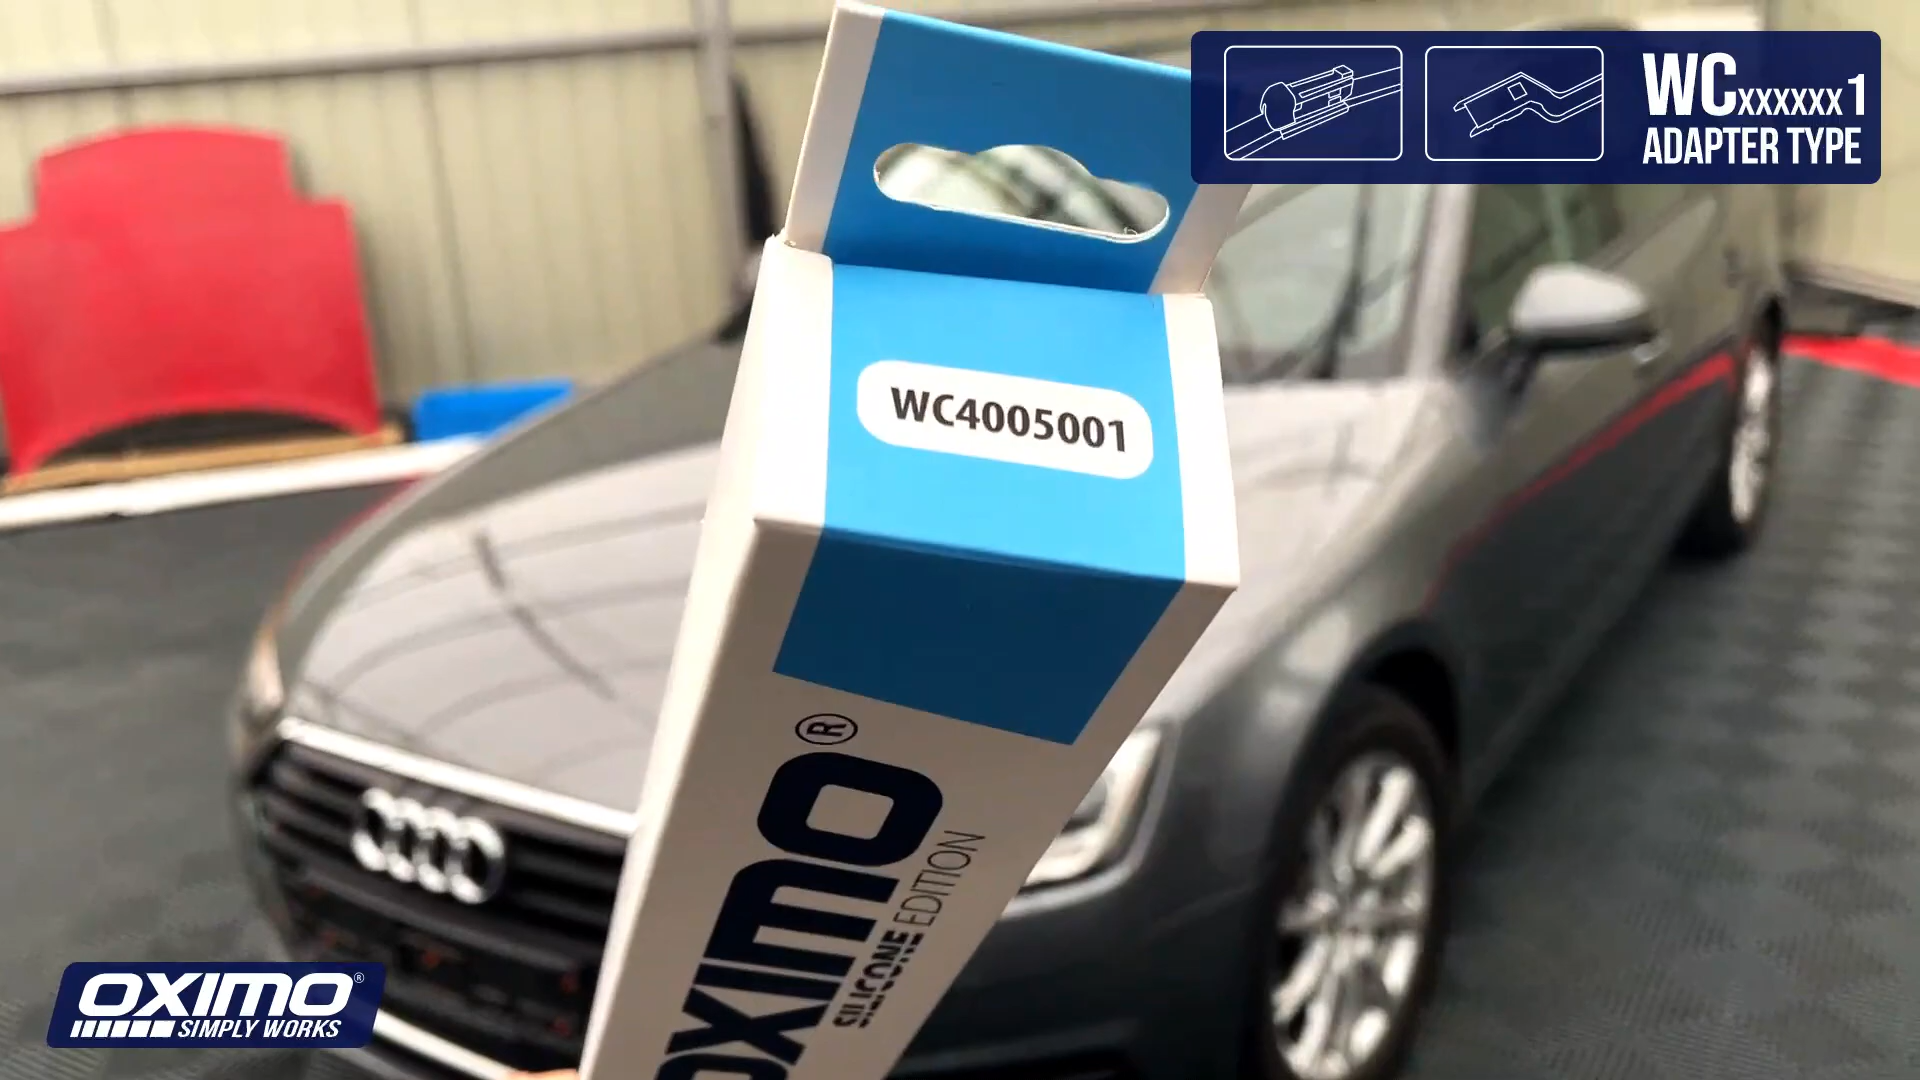 WCxxxxxx1
ADAPTER TYPE
WC4005001
OXIMO®
SILICONE EDITION
OXIMO®
SIMPLY WORKS